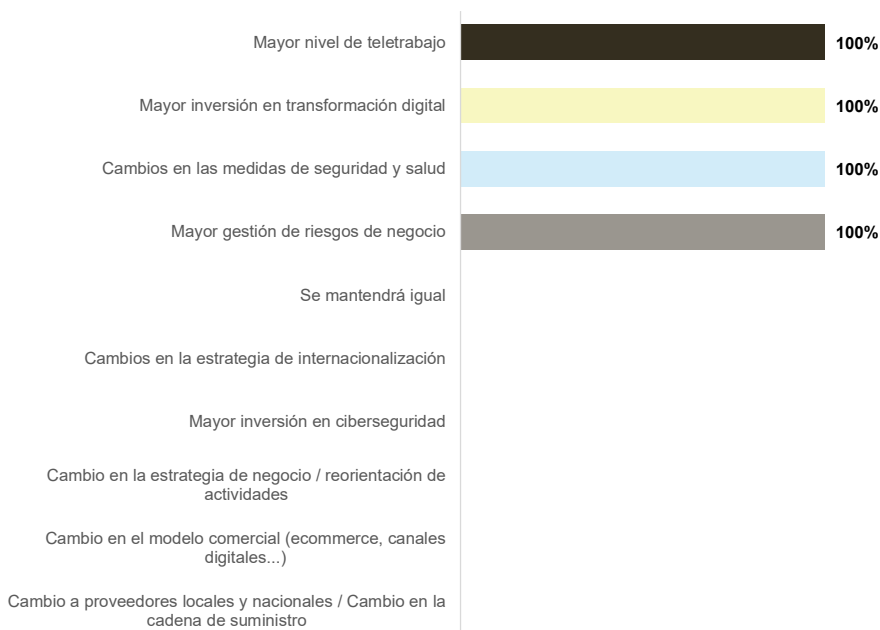 Mayor nivel de teletrabajo 100%
Mayor inversión en transformación digital 100%
Cambios en las medidas de seguridad y salud 100%
Mayor gestión de riesgos de negocio 100%
Se mantendrá igual
Cambios en la estrategia de internacionalización
Mayor inversión en ciberseguridad
Cambio en la estrategia de negocio / reorientación de
actividades
Cambio en el modelo comercial (ecommerce, canales
digitales...)
Cambio a proveedores locales y nacionales / Cambio en la
cadena de suministro